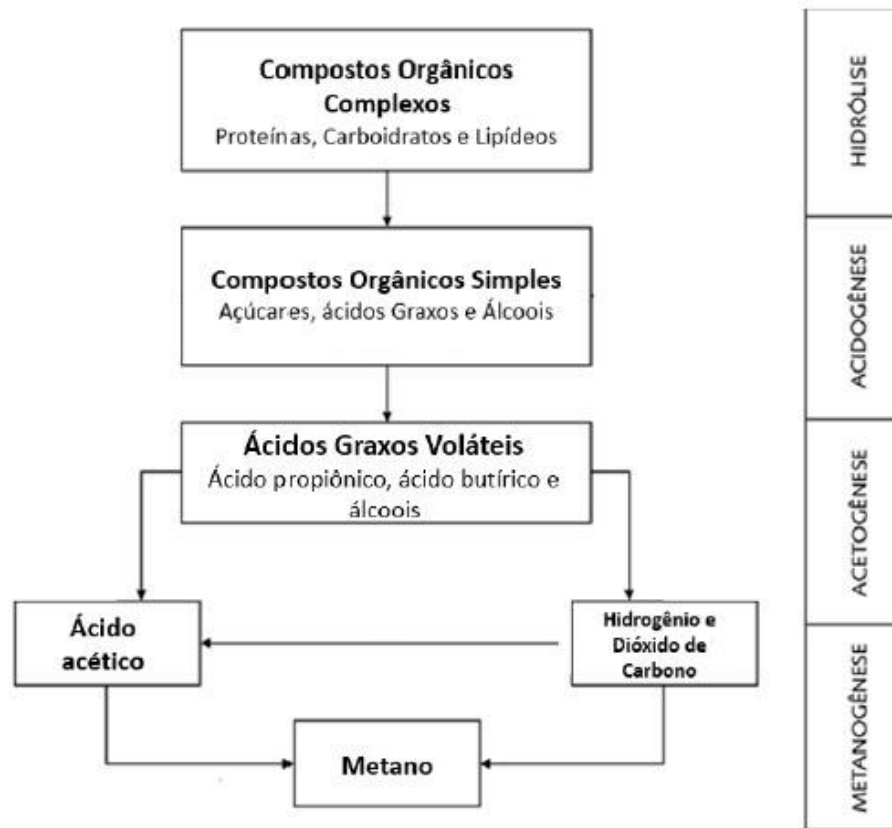 Compostos Orgânicos
Complexos
Proteínas, Carboidratos e Lipídeos
HIDRÓLISE
Compostos Orgânicos Simples
Açúcares, ácidos Graxos e Álcoois
ACIDOGÊNESE
Ácidos Graxos Voláteis
Ácido propiônico, ácido butírico e
álcoois
ACETOGÊNESE
Ácido
acético
Hidrogênio e
Dióxido de
Carbono
Metano
METANOGÊNESE